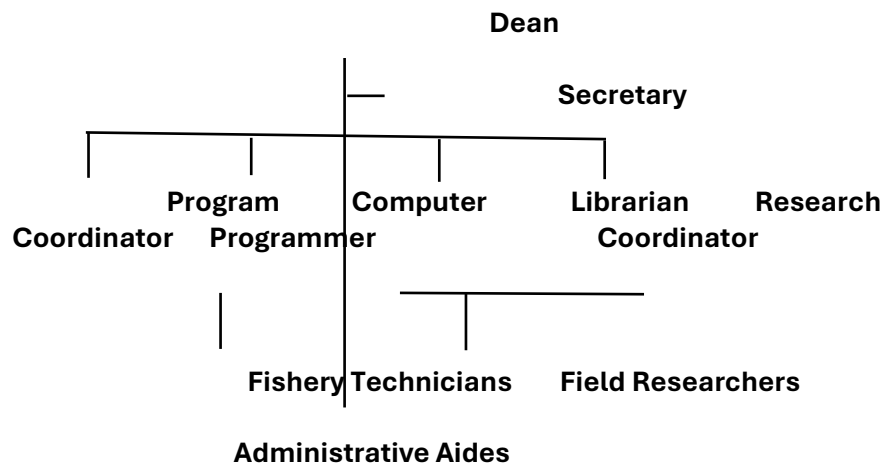 Dean
Secretary
Program Computer Librarian Research
Coordinator Programmer Coordinator
Fishery Technicians Field Researchers
Administrative Aides